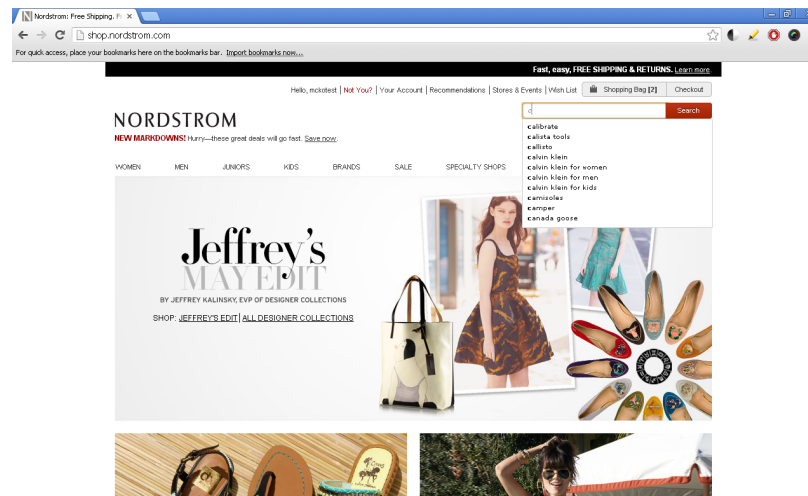 Nordstrom: Free Shipping. F
shop.nordstrom.com
For quick access, place your bookmarks here on the bookmarks bar. Import bookmarks now...
Fast, easy, FREE SHIPPING & RETURNS. Learn more.
Hello, mckotest | Not You? | Your Account | Recommendations | Stores & Events | Wish List Shopping Bag [2] Checkout
NORDSTROM
c Search
NEW MARKDOWNS! Hurry—these great deals will go fast. Save now.
calibrate
calista tools
callisto
calvin klein
calvin klein for women
calvin klein for men
calvin klein for kids
camisoles
camper
canada goose
WOMEN MEN JUNIORS KIDS BRANDS SALE SPECIALTY SHOPS
Jeffrey's
MAY EDIT
BY JEFFREY KALINSKY, EVP OF DESIGNER COLLECTIONS
SHOP: JEFFREY'S EDIT | ALL DESIGNER COLLECTIONS